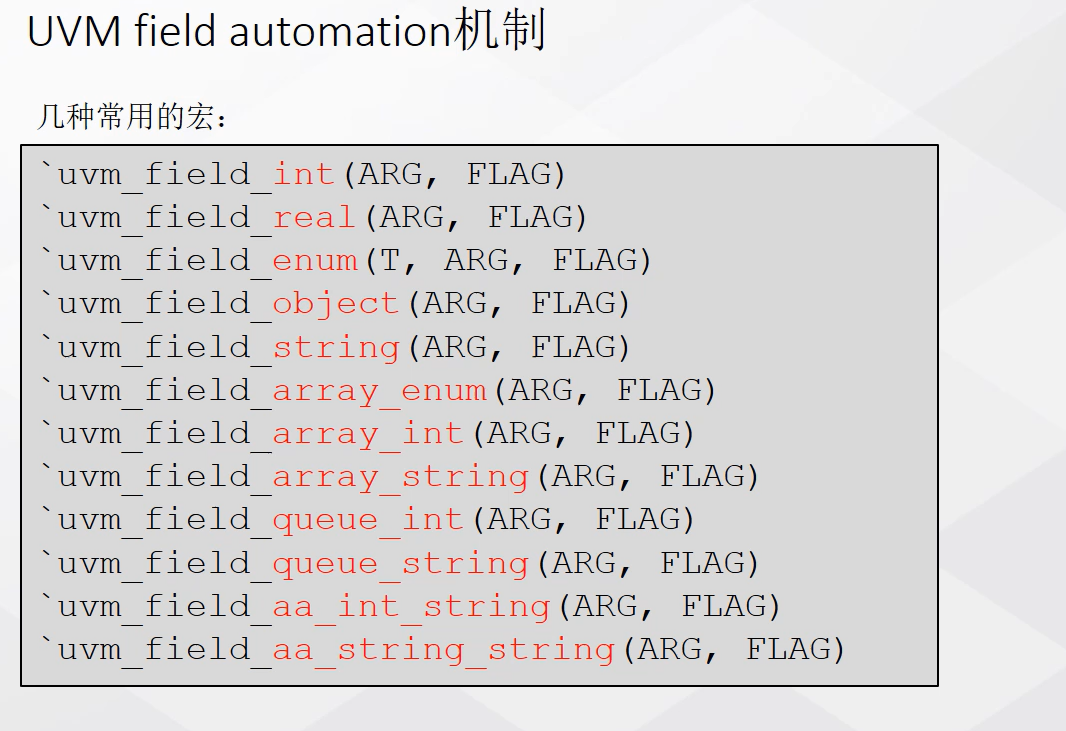 UVM field automation机制
几种常用的宏：
`uvm_field_int(ARG, FLAG)
`uvm_field_real(ARG, FLAG)
`uvm_field_enum(T, ARG, FLAG)
`uvm_field_object(ARG, FLAG)
`uvm_field_string(ARG, FLAG)
`uvm_field_array_enum(ARG, FLAG)
`uvm_field_array_int(ARG, FLAG)
`uvm_field_array_string(ARG, FLAG)
`uvm_field_queue_int(ARG, FLAG)
`uvm_field_queue_string(ARG, FLAG)
`uvm_field_aa_int_string(ARG, FLAG)
`uvm_field_aa_string_string(ARG, FLAG)